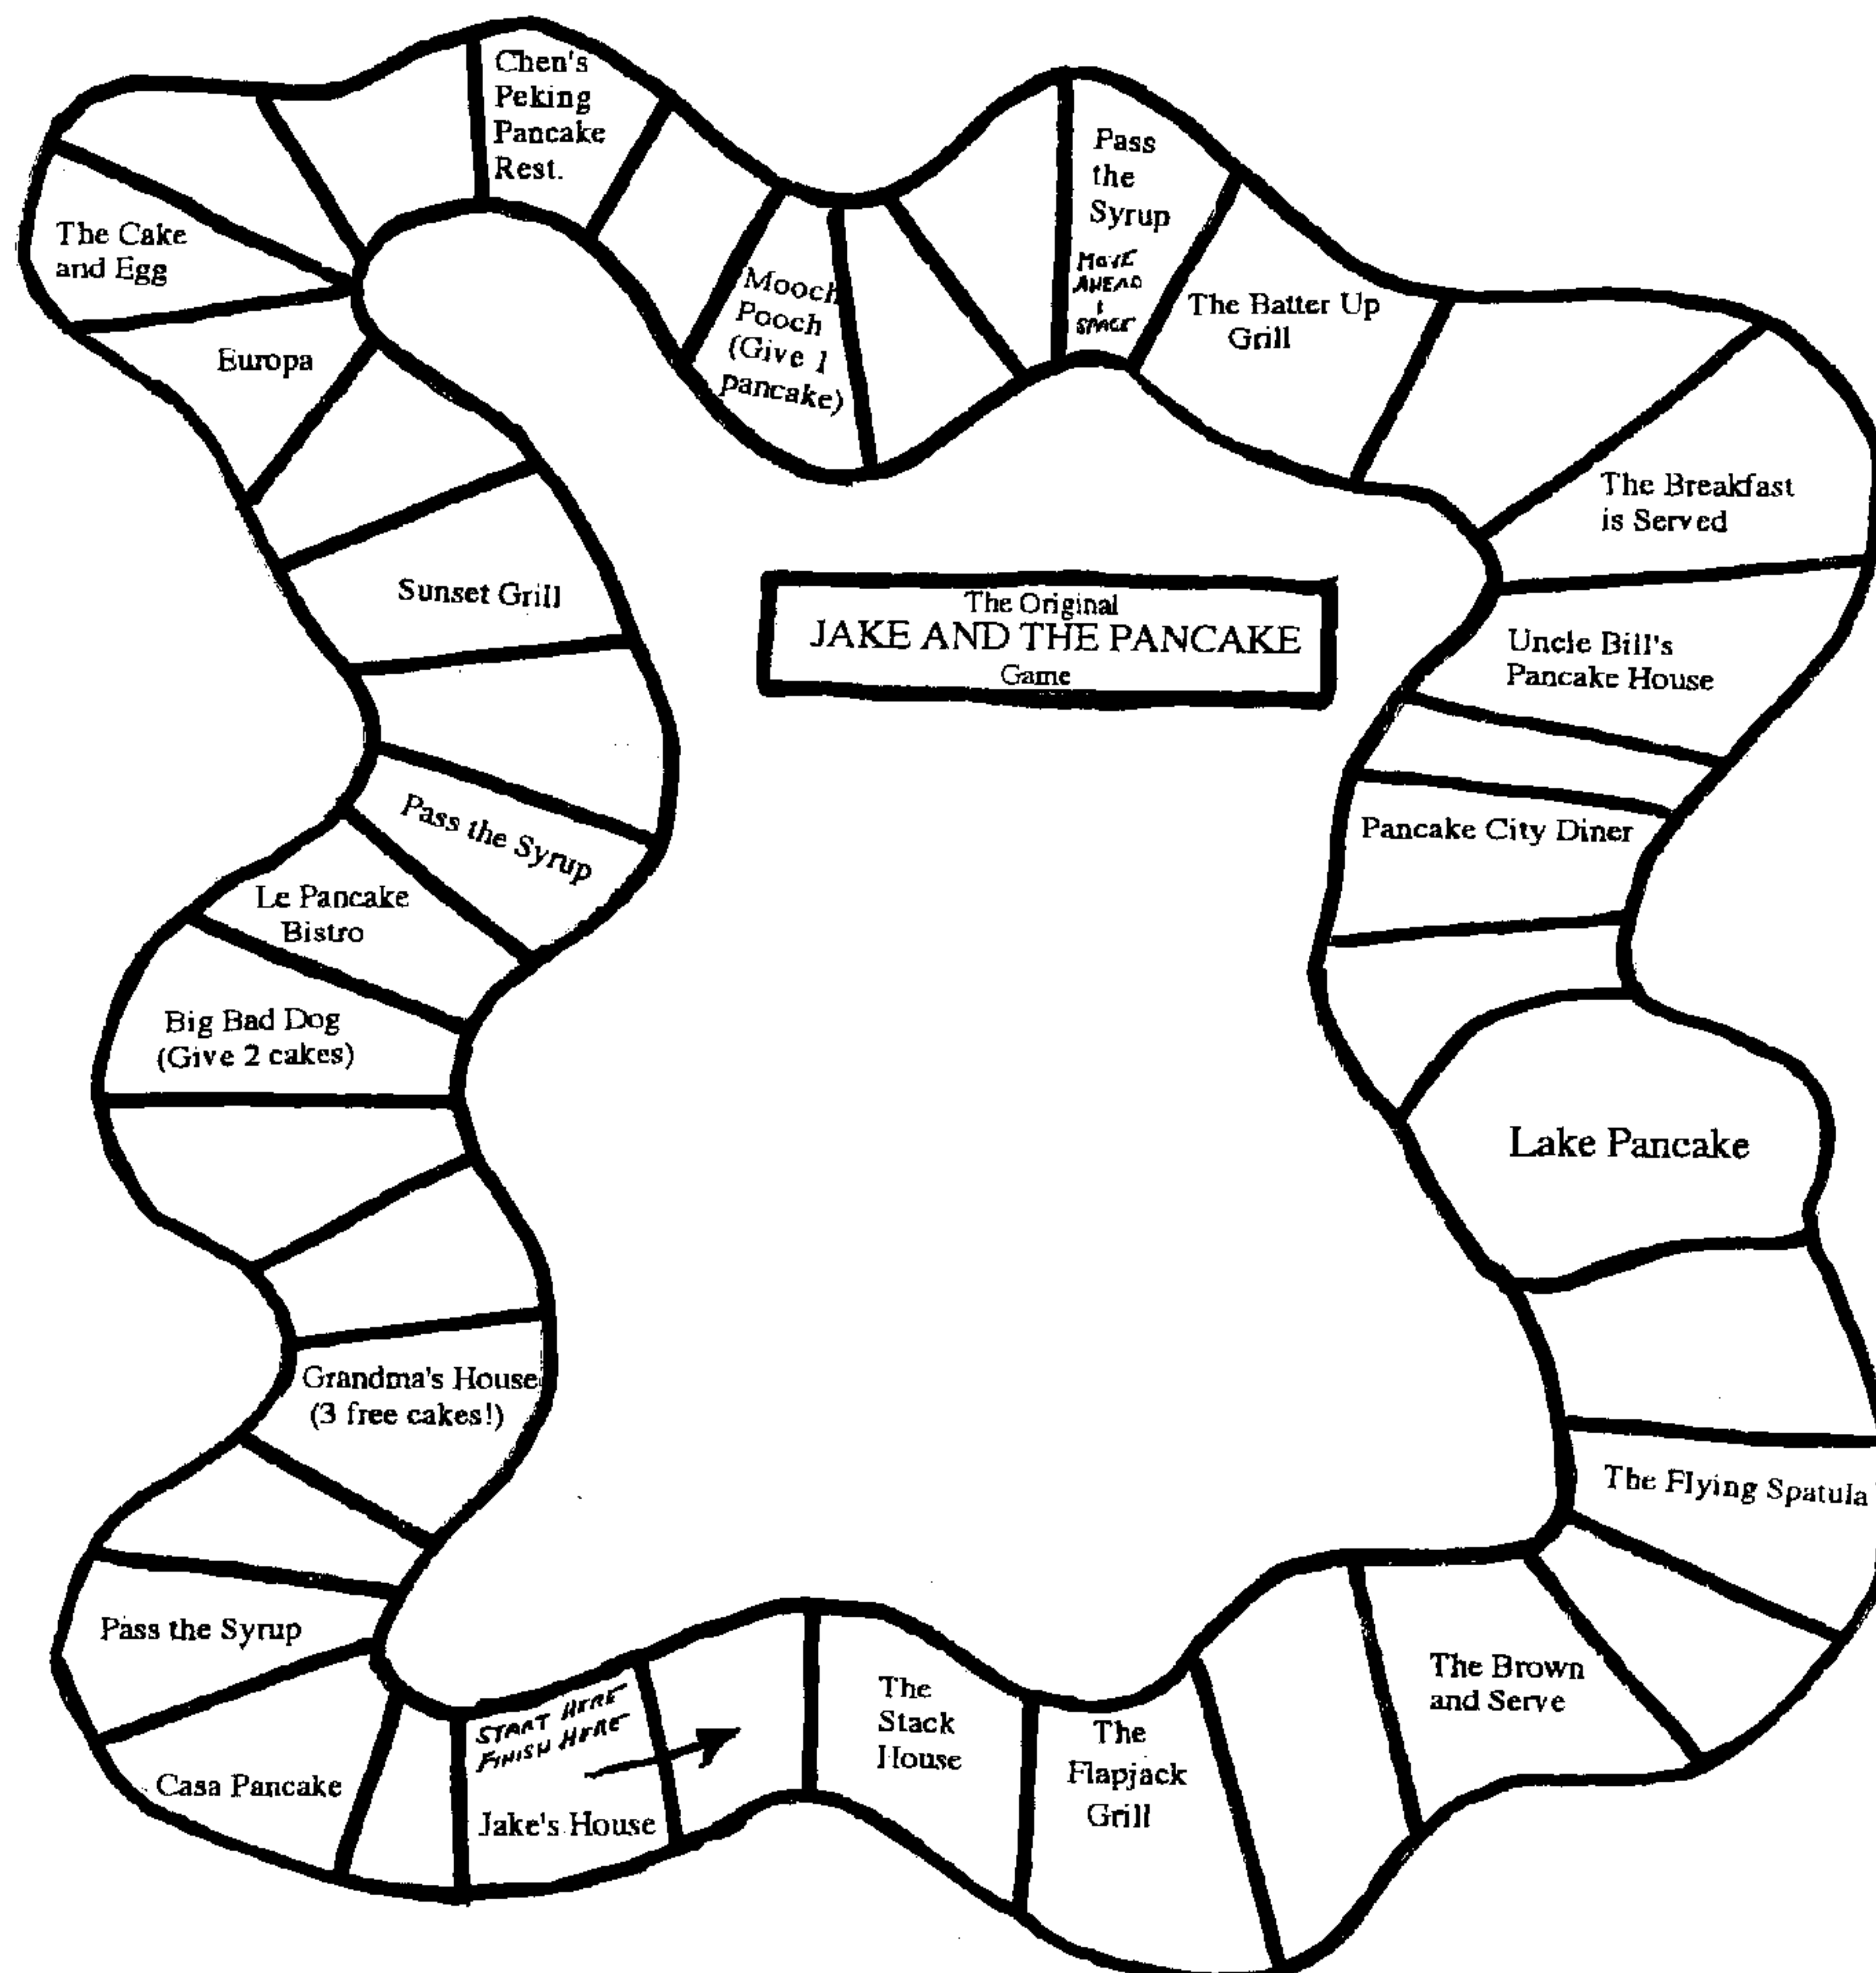 Chen's
Peking
Pancake
Rest.
Pass
the
Syrup
MOVE
AHEAD
1
SPACE
The Cake
and Egg
Europa
Mooch
Pooch
(Give 1
pancake)
The Batter Up
Grill
The Breakfast
is Served
Sunset Grill
The Original
JAKE AND THE PANCAKE
Game
Uncle Bill's
Pancake House
Pass the Syrup
Pancake City Diner
Le Pancake
Bistro
Big Bad Dog
(Give 2 cakes)
Lake Pancake
Grandma's House
(3 free cakes!)
The Flying Spatula
Pass the Syrup
Casa Pancake
START HERE
FINISH HERE
Jake's House
The
Stack
House
The
Flapjack
Grill
The Brown
and Serve